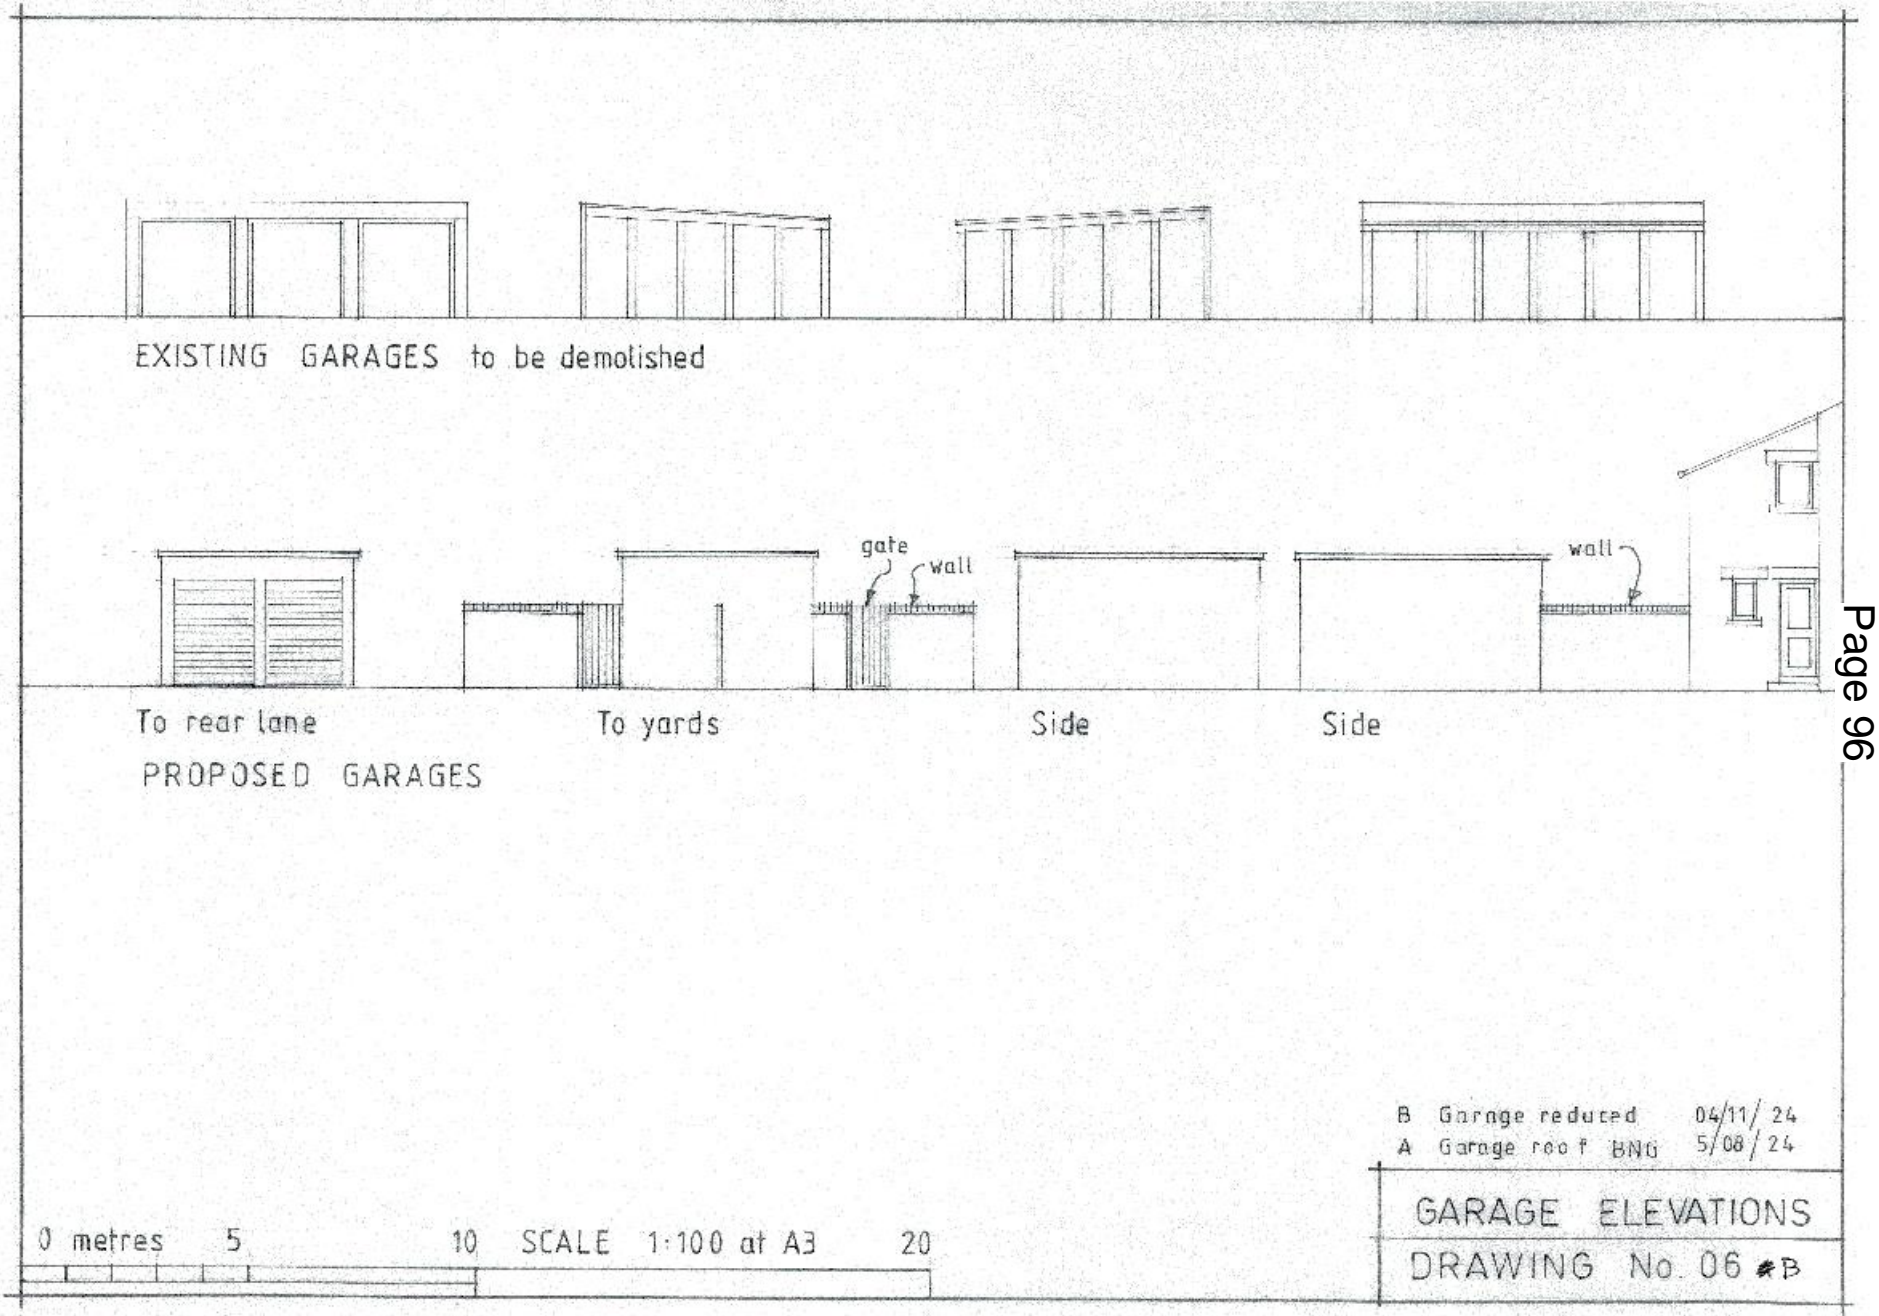 EXISTING GARAGES to be demolished
gate
wall
wall
To rear lane
To yards
Side
Side
PROPOSED GARAGES
Page 96
B Garage reduced 04/11/24
A Garage roof BNG 5/08/24
GARAGE ELEVATIONS
DRAWING No. 06 B
0 metres 5 10 SCALE 1:100 at A3 20